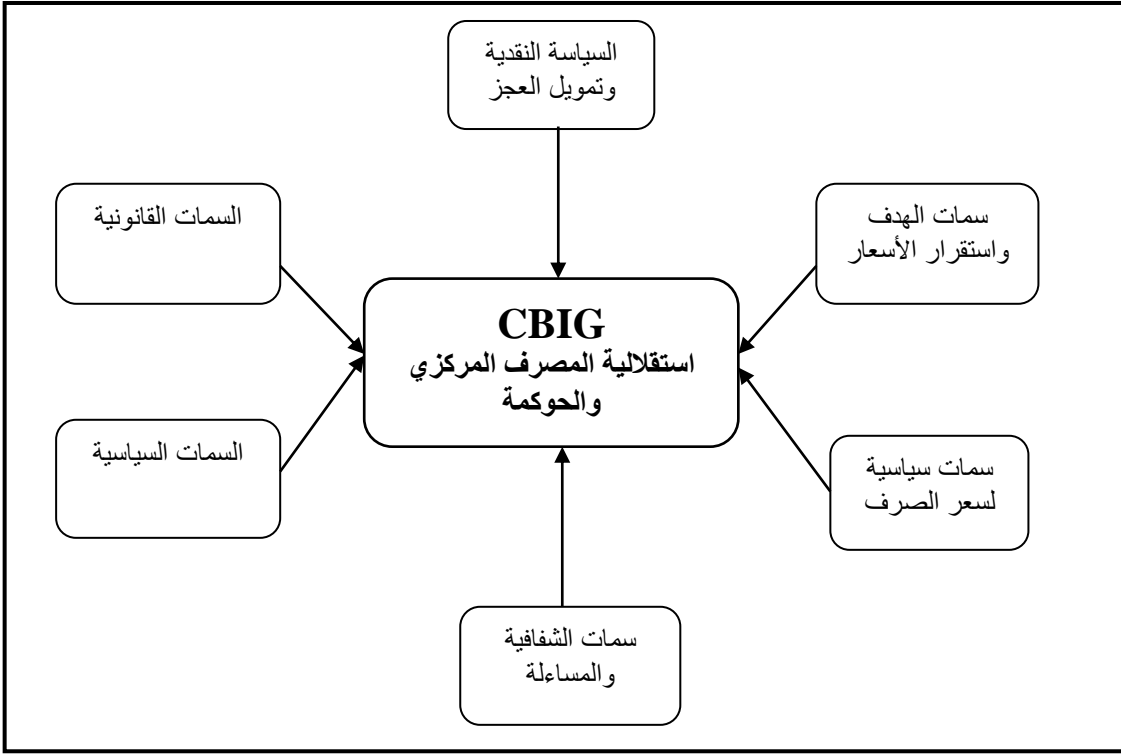 السياسة النقدية
وتمويل العجز
سمات الهدف
واستقرار الأسعار
السمات القانونية
CBIG
استقلالية المصرف المركزي
والحوكمة
سمات سياسية
لسعر الصرف
السمات السياسية
سمات الشفافية
والمساءلة